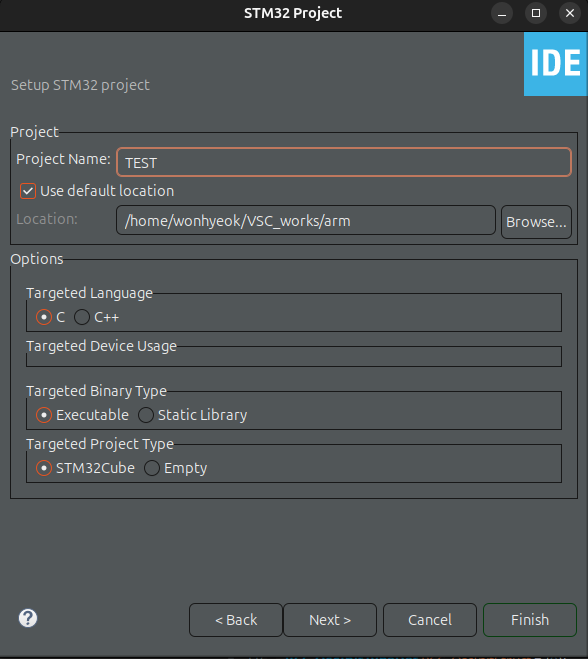 STM32 Project
IDE
Setup STM32 project
Project
Project Name: TEST
Use default location
Location: /home/wonhyeok/VSC_works/arm Browse...
Options
Targeted Language
C C++
Targeted Device Usage
Targeted Binary Type
Executable Static Library
Targeted Project Type
STM32Cube Empty
? < Back Next > Cancel Finish